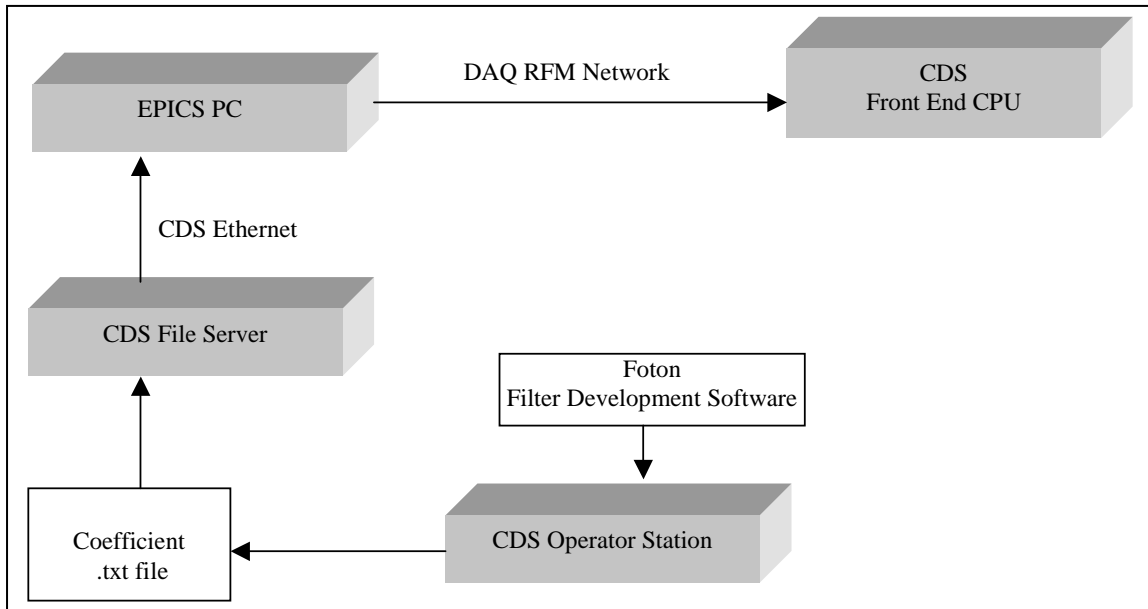 DAQ RFM Network
CDS
Front End CPU
EPICS PC
CDS Ethernet
CDS File Server
Foton
Filter Development Software
Coefficient
.txt file
CDS Operator Station